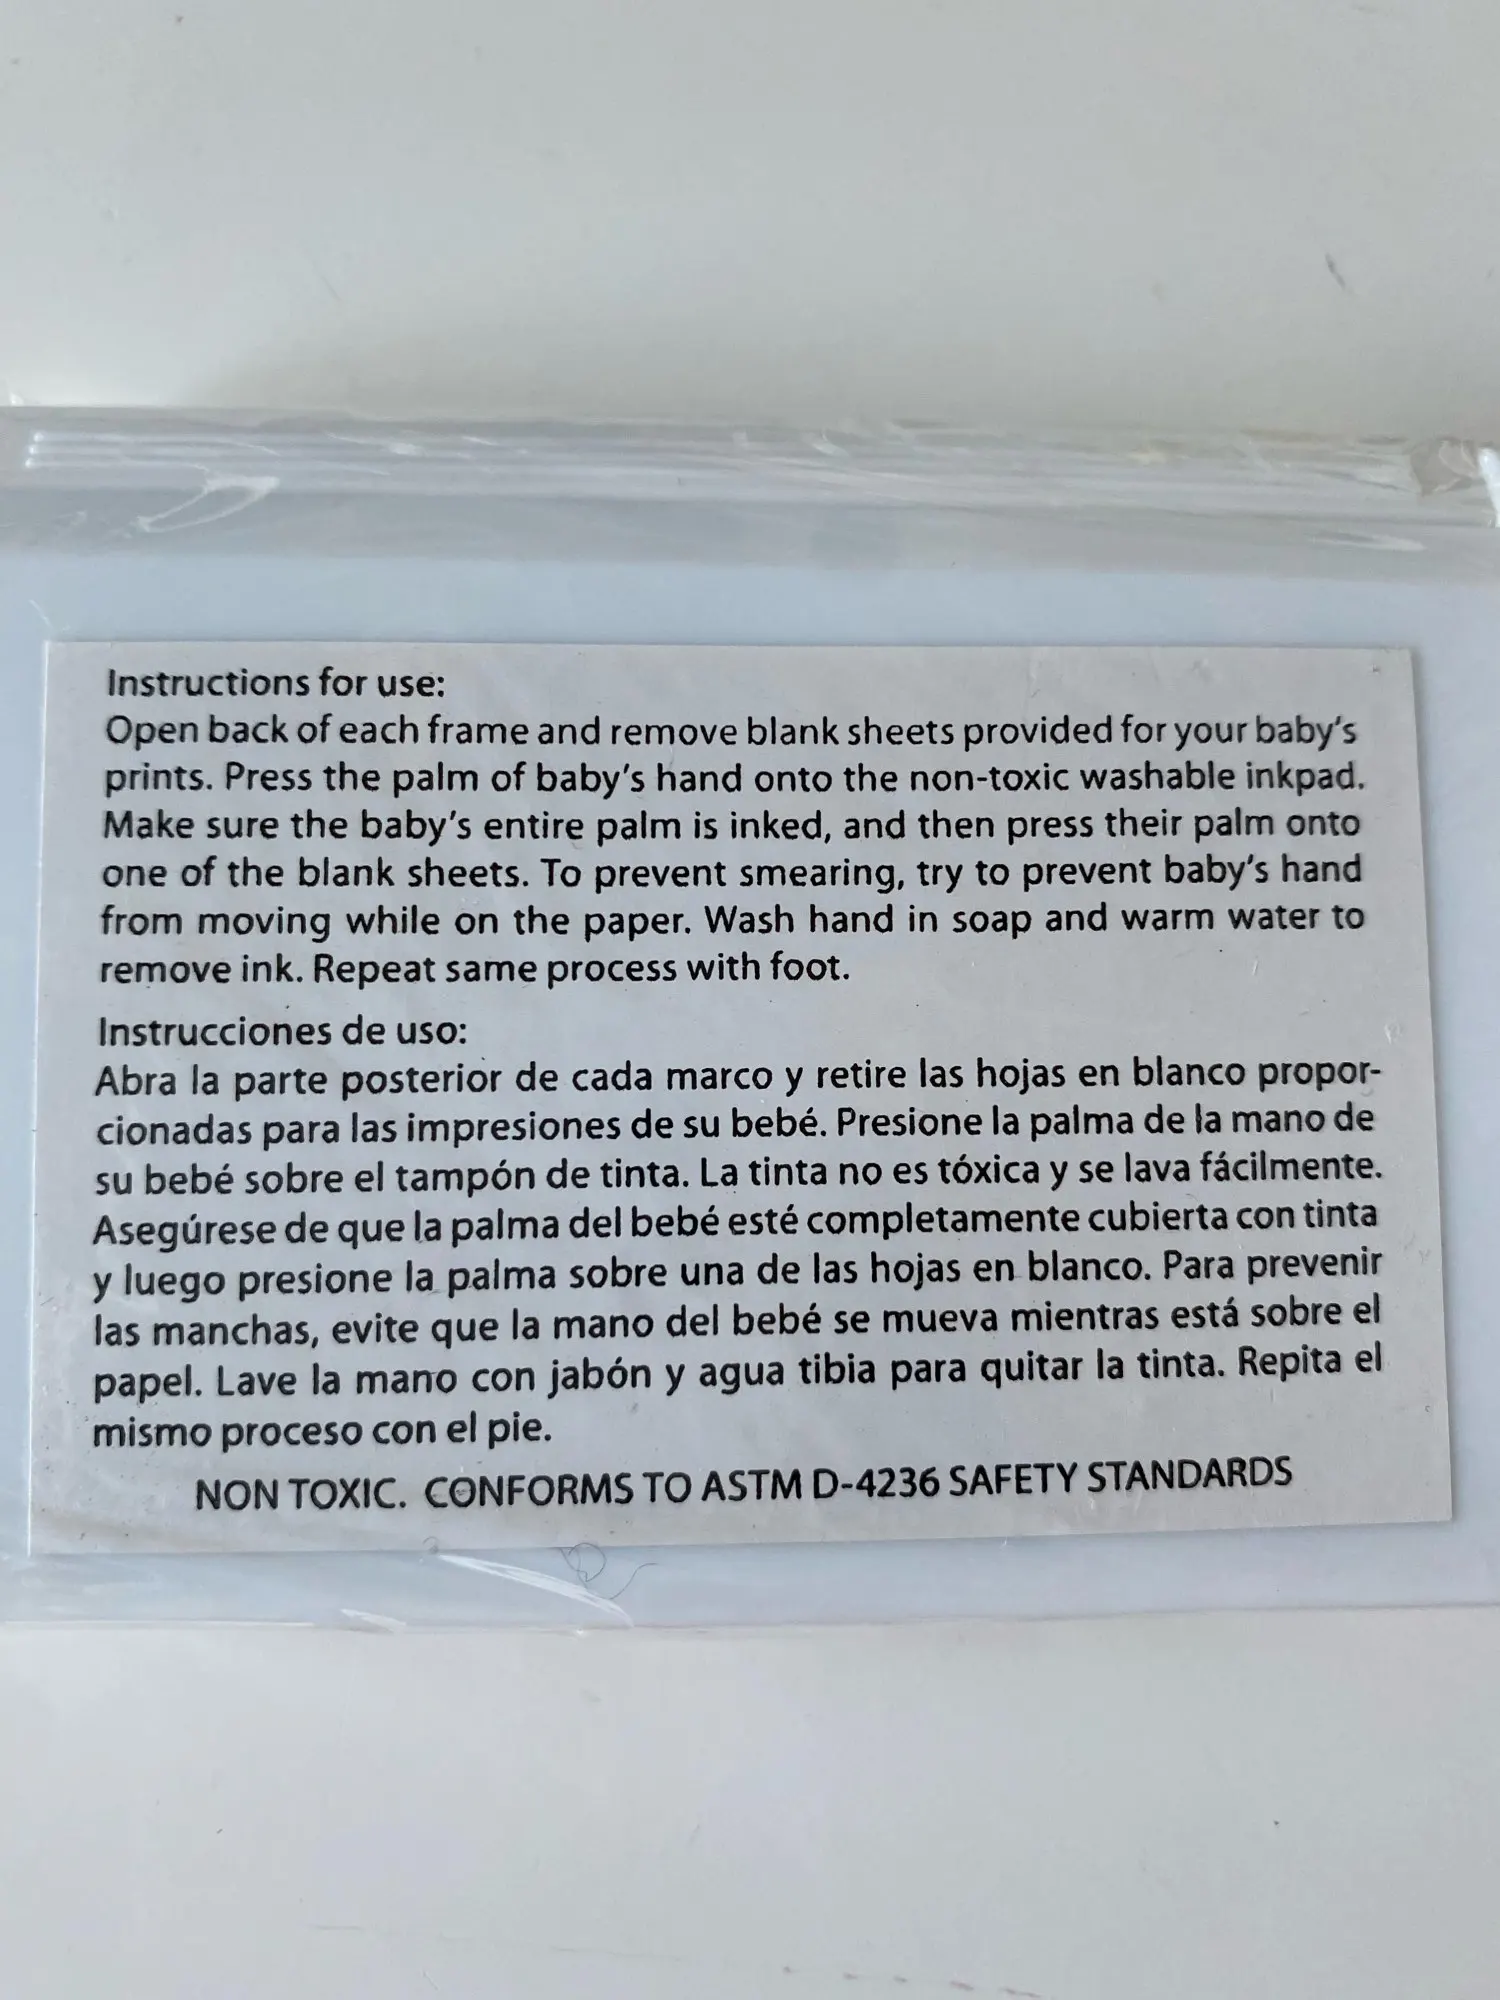 Instructions for use:
Open back of each frame and remove blank sheets provided for your baby's
prints. Press the palm of baby's hand onto the non-toxic washable inkpad.
Make sure the baby's entire palm is inked, and then press their palm onto
one of the blank sheets. To prevent smearing, try to prevent baby's hand
from moving while on the paper. Wash hand in soap and warm water to
remove ink. Repeat same process with foot.
Instrucciones de uso:
Abra la parte posterior de cada marco y retire las hojas en blanco propor-
cionadas para las impresiones de su bebé. Presione la palma de la mano de
su bebé sobre el tampón de tinta. La tinta no es tóxica y se lava fácilmente.
Asegúrese de que la palma del bebé esté completamente cubierta con tinta
y luego presione la palma sobre una de las hojas en blanco. Para prevenir
las manchas, evite que la mano del bebé se mueva mientras está sobre el
papel. Lave la mano con jabón y agua tibia para quitar la tinta. Repita el
mismo proceso con el pie.
NON TOXIC. CONFORMS TO ASTM D-4236 SAFETY STANDARDS